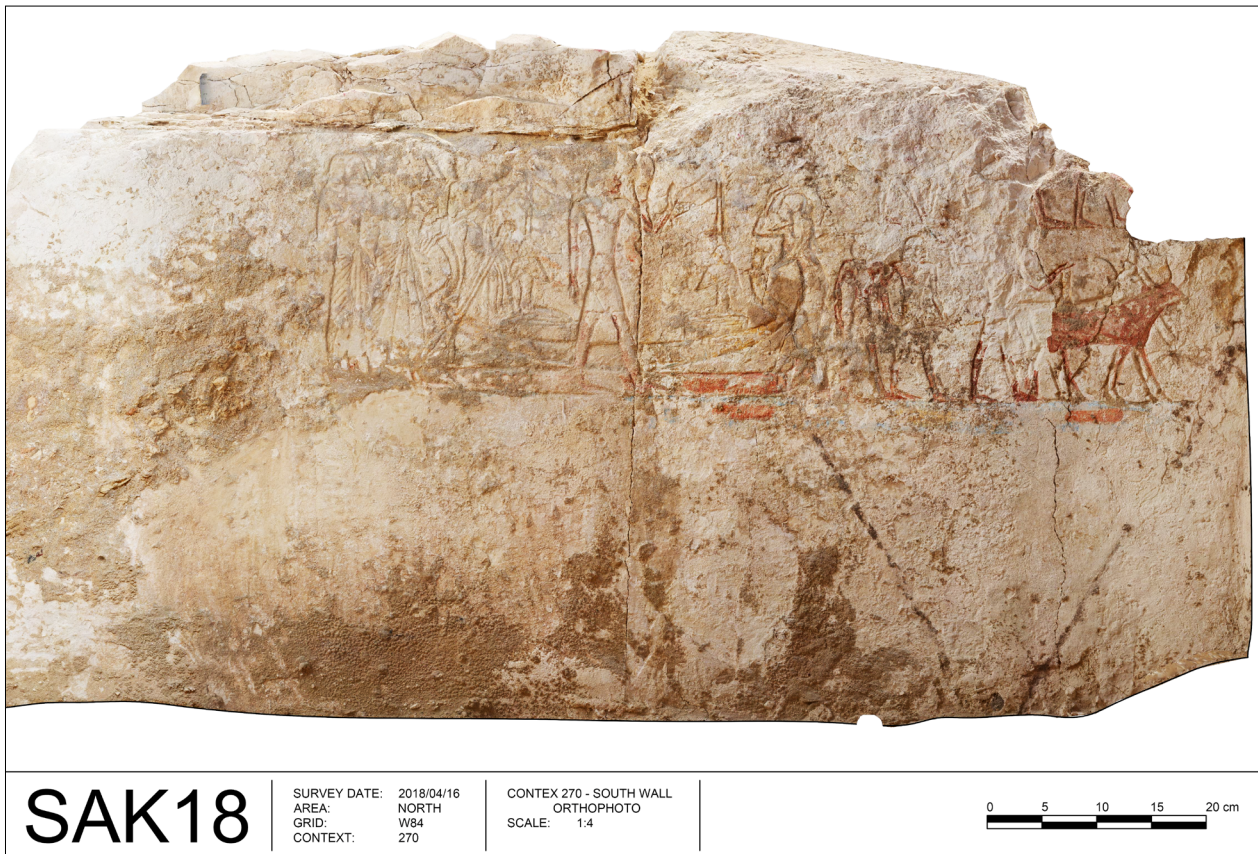 SAK18
SURVEY DATE: 2018/04/16
AREA: NORTH
GRID: W84
CONTEXT: 270
CONTEX 270 - SOUTH WALL
ORTHOPHOTO
SCALE: 1:4
0 5 10 15 20 cm